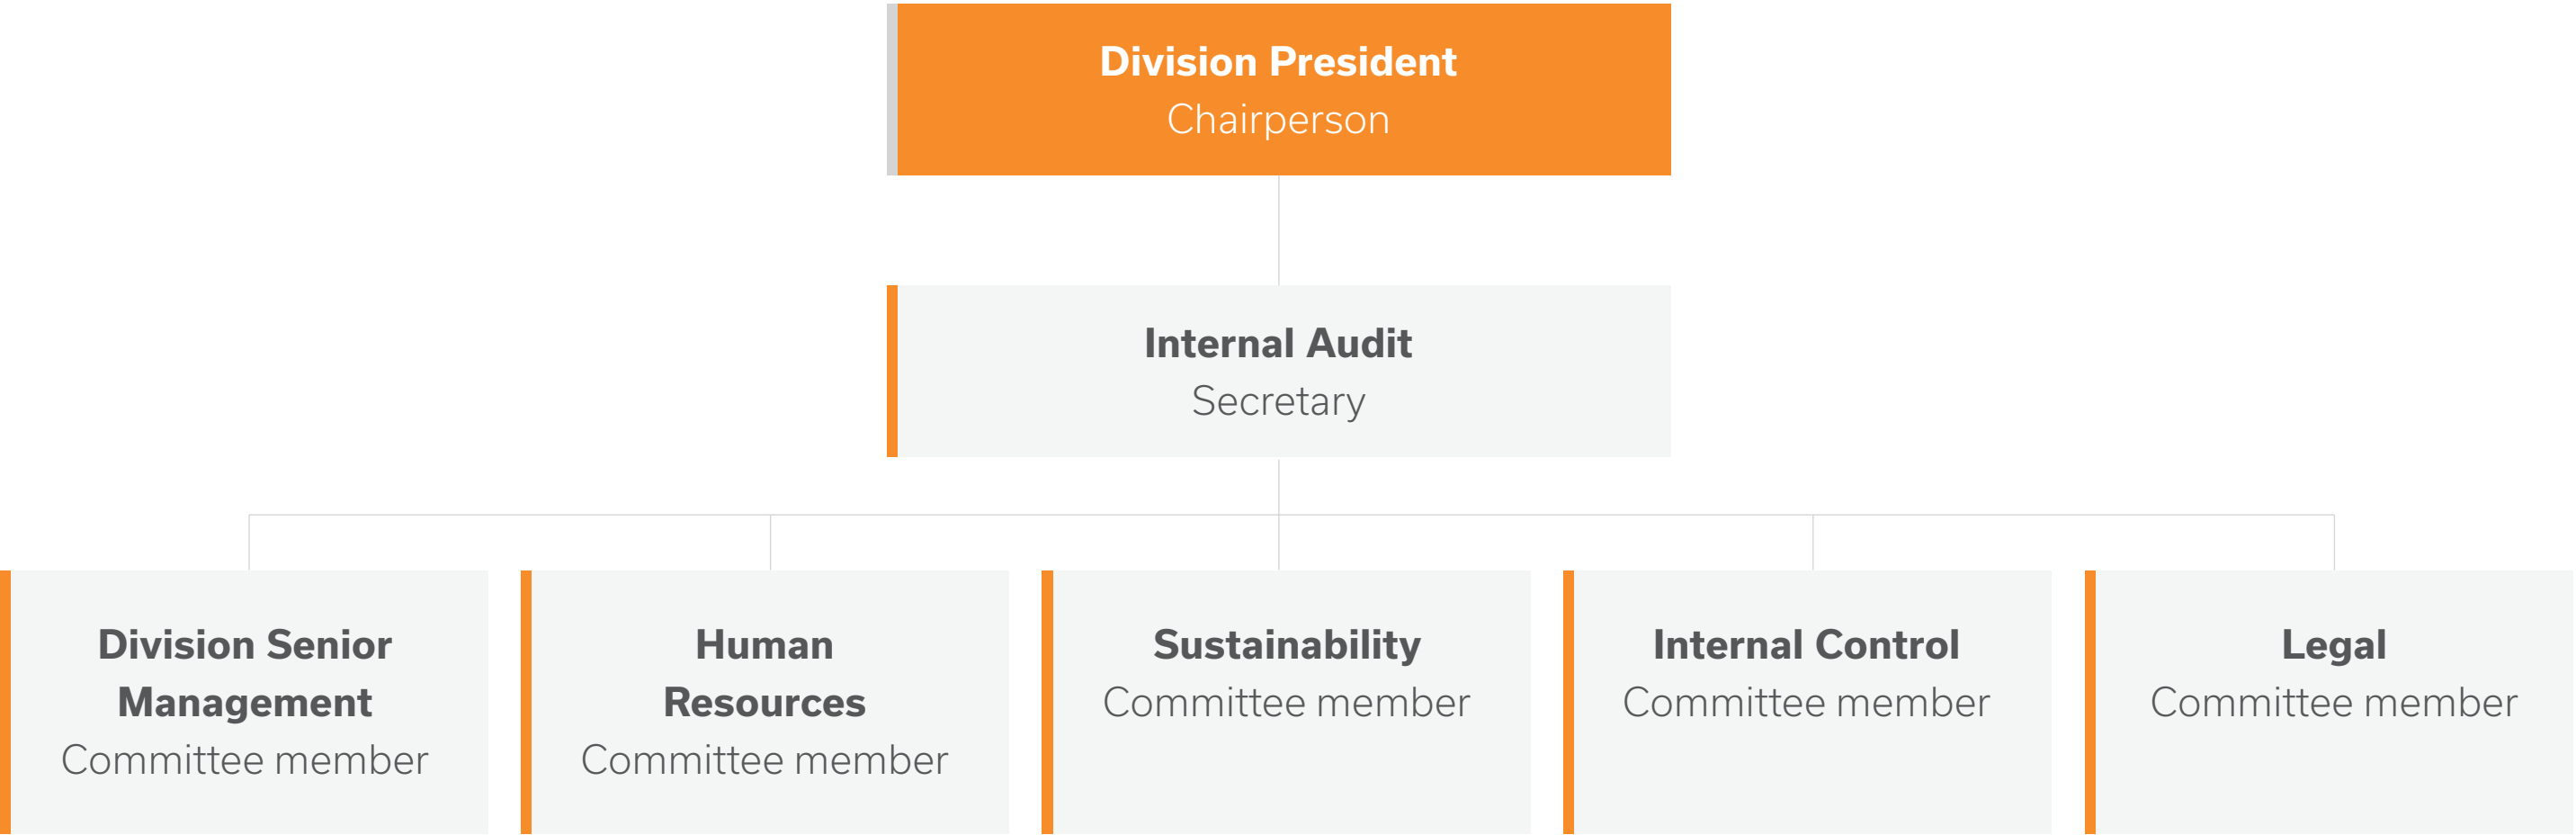 Division President
Chairperson
Internal Audit
Secretary
Division Senior
Management
Committee member
Human
Resources
Committee member
Sustainability
Committee member
Internal Control
Committee member
Legal
Committee member